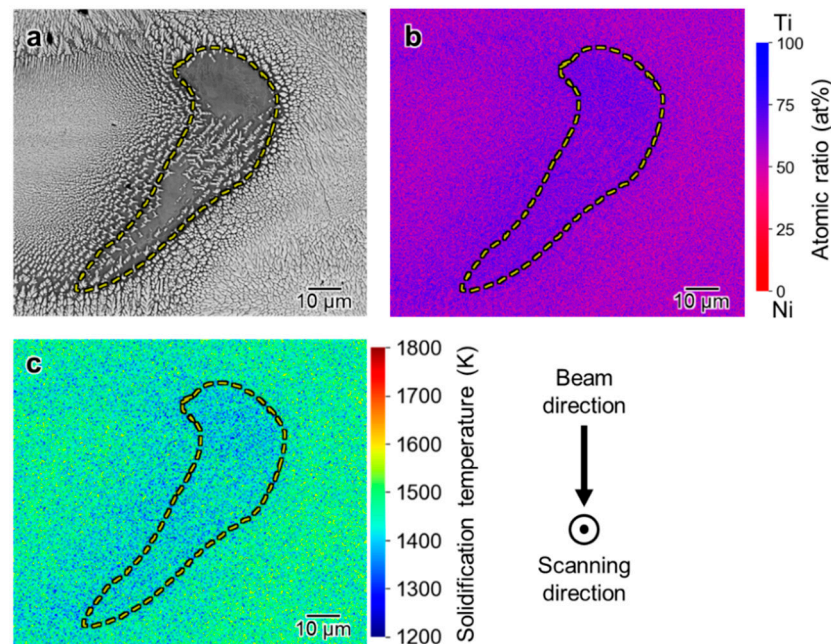 a
10 µm
b
10 µm
Ti
100
75
50
25
0
Ni
Atomic ratio (at%)
c
10 µm
1800
1700
1600
1500
1400
1300
1200
Solidification temperature (K)
Beam
direction
Scanning
direction